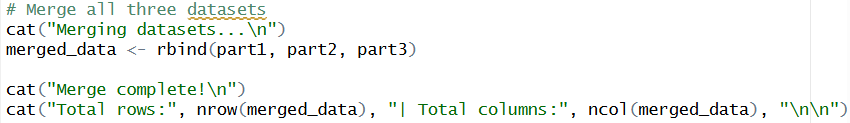 # Merge all three datasets
cat("Merging datasets...\n")
merged_data <- rbind(part1, part2, part3)
cat("Merge complete!\n")
cat("Total rows:", nrow(merged_data), "| Total columns:", ncol(merged_data), "\n\n")